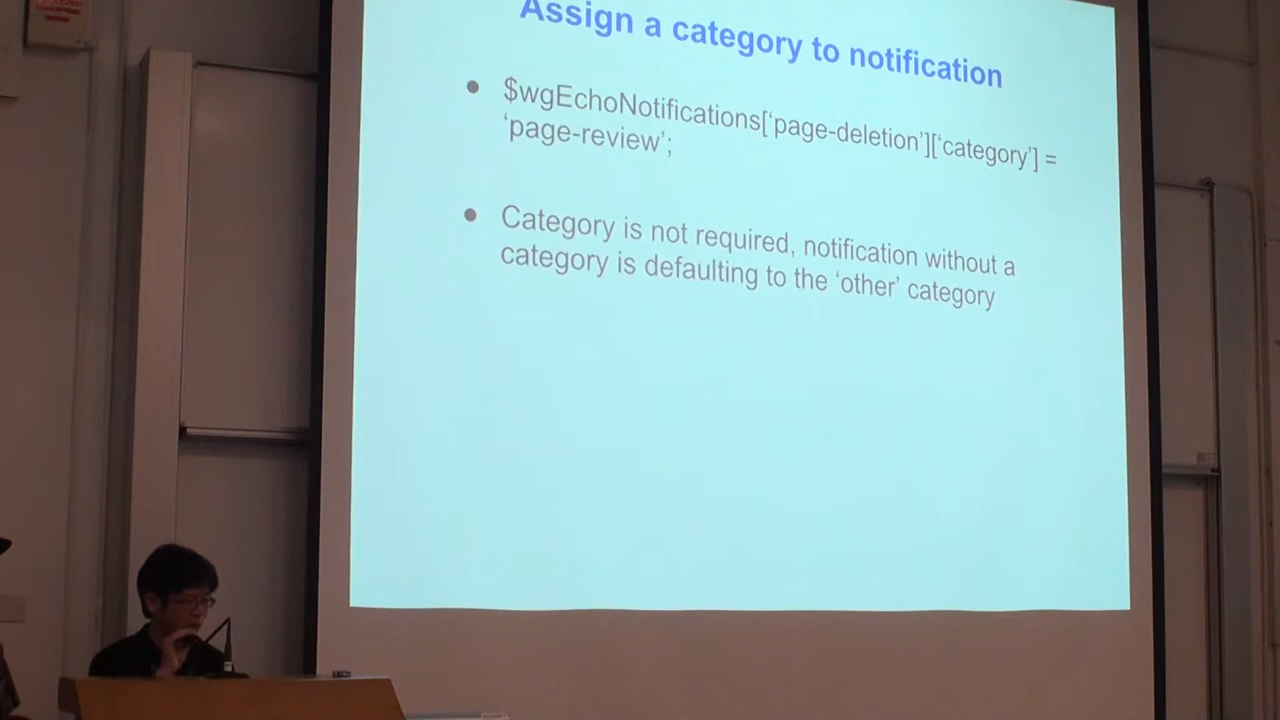 Assign a category to notification
• $wgEchoNotifications[‘page-deletion’][‘category’] =
‘page-review’;
• Category is not required, notification without a
category is defaulting to the ‘other’ category